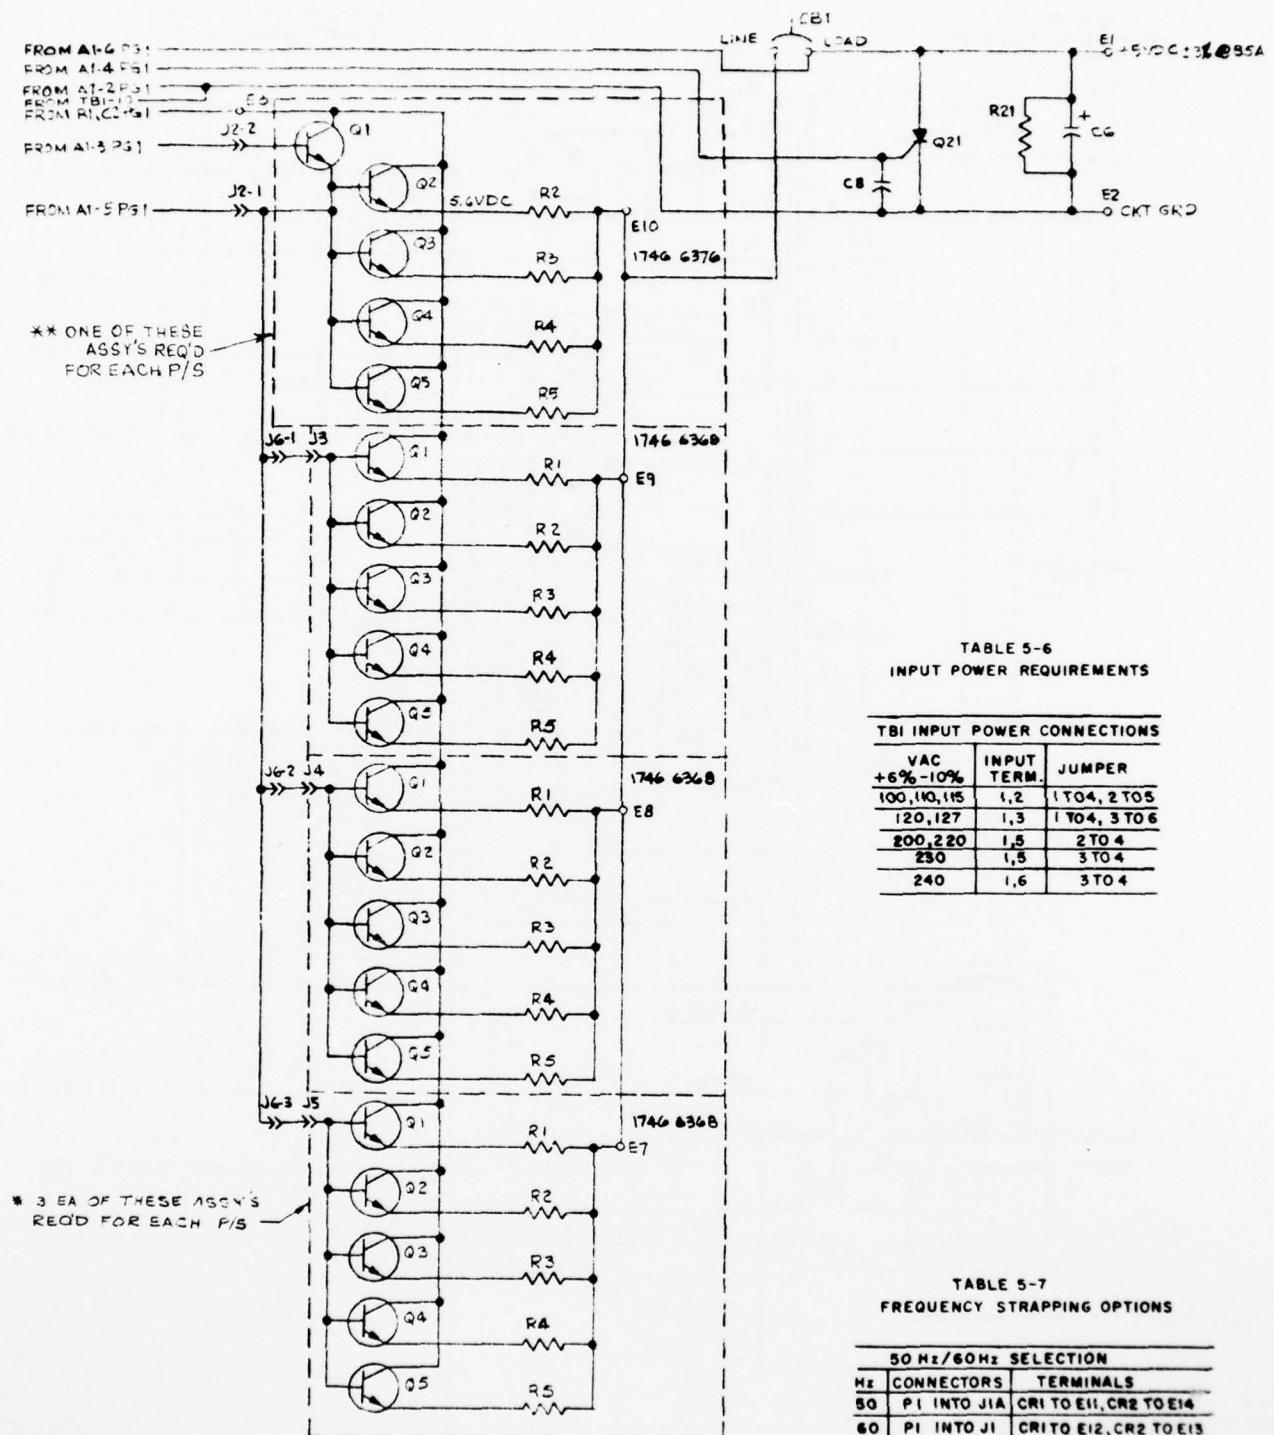 CB1
LINE LOAD
E1
FROM A1-6 PG1
+5VDC ±3% @ 95A
FROM A1-4 PG1
FROM A1-2 PG1
FROM TB1-10
FROM R1, C2 PG1
E3
J2-2
Q1
FROM A1-3 PG1
R21
+
C6
Q21
C8
Q2
J2-1
5.6VDC
R2
FROM A1-5 PG1
E2
CKT GRD
E10
Q3
R3
1746 6376
** ONE OF THESE
ASSY'S REQ'D
FOR EACH P/S
Q4
R4
Q5
R5
J6-1 J3
Q1
R1
1746 6368
E9
Q2
R2
Q3
R3
Q4
R4
Q5
R5
J6-2 J4
Q1
R1
1746 6368
E8
Q2
R2
Q3
R3
Q4
R4
Q5
R5
J6-3 J5
Q1
R1
1746 6368
E7
* 3 EA OF THESE ASSY'S
REQ'D FOR EACH P/S
Q2
R2
Q3
R3
Q4
R4
Q5
R5
TABLE 5-6
INPUT POWER REQUIREMENTS
TB1 INPUT POWER CONNECTIONS
VAC +6% -10% INPUT TERM. JUMPER
100,110,115 1,2 1 TO 4, 2 TO 5
120,127 1,3 1 TO 4, 3 TO 6
200,220 1,5 2 TO 4
230 1,5 3 TO 4
240 1,6 3 TO 4
TABLE 5-7
FREQUENCY STRAPPING OPTIONS
50 Hz/60Hz SELECTION
Hz CONNECTORS TERMINALS
50 P1 INTO J1A CR1 TO E11, CR2 TO E14
60 P1 INTO J1 CR1 TO E12, CR2 TO E13